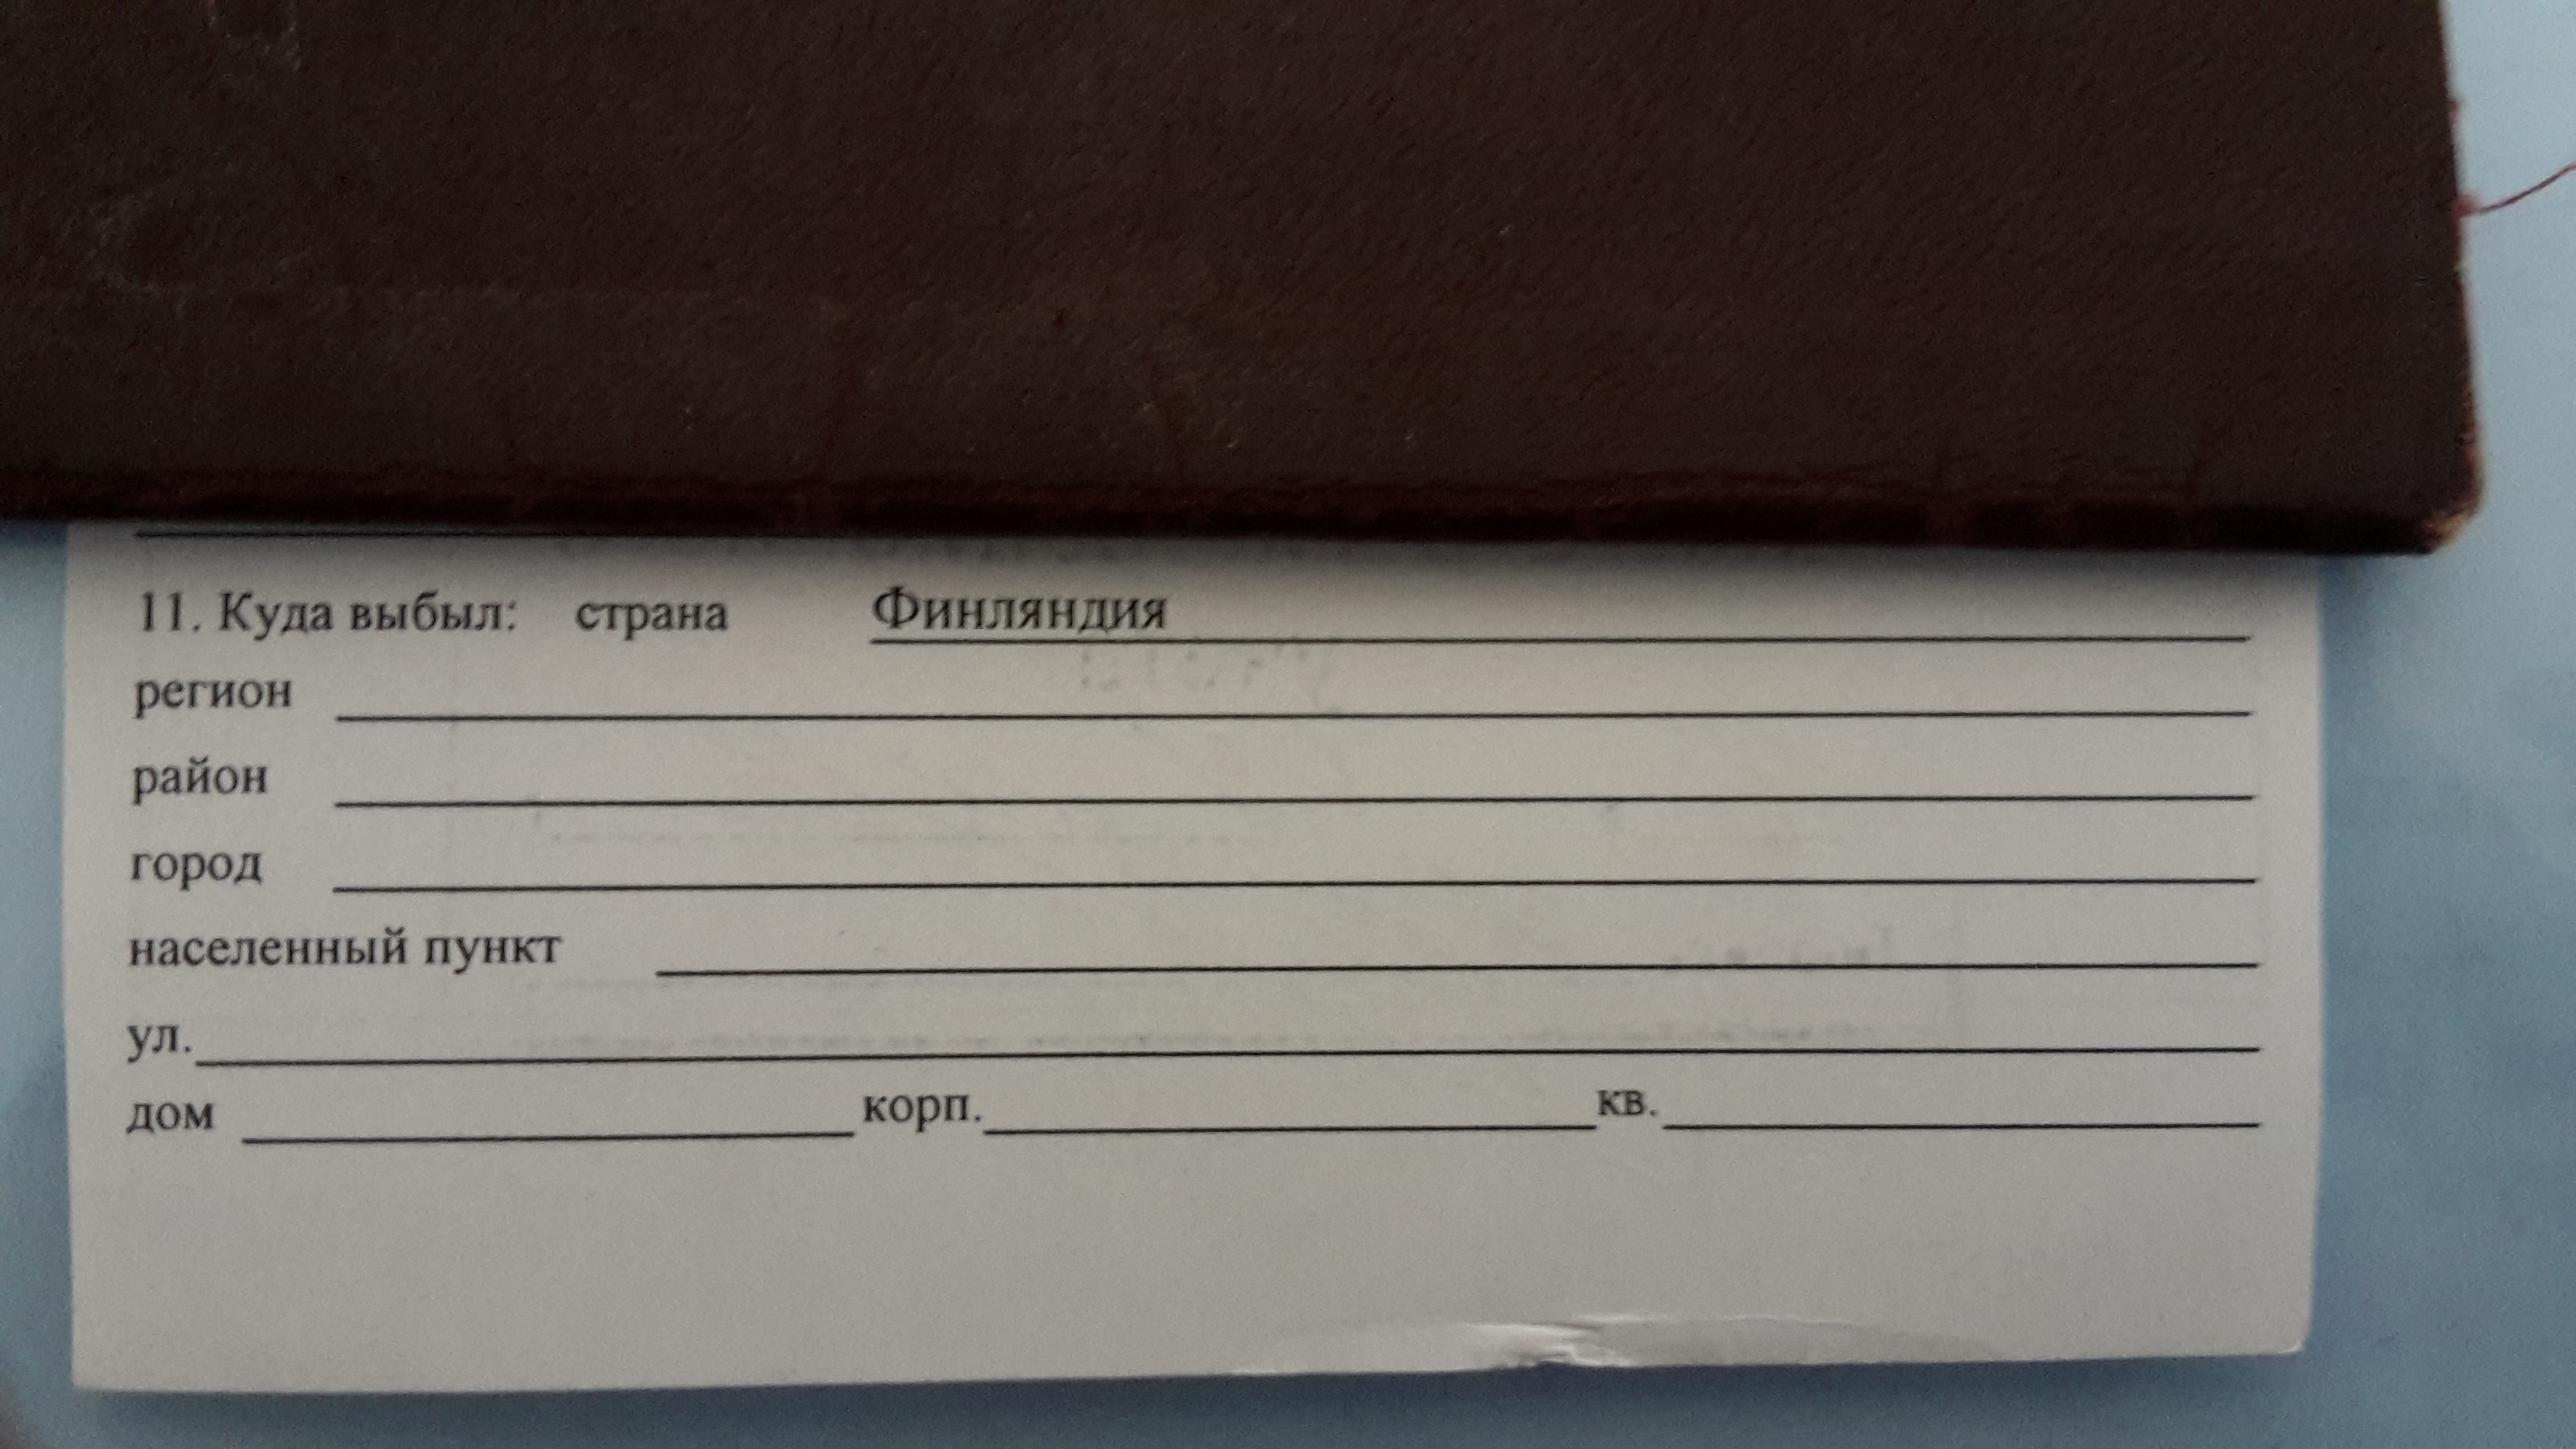 11. Куда выбыл: страна Финляндия
регион
район
город
населенный пункт
ул.
дом корп. кв.